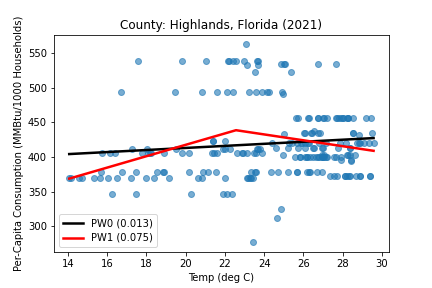 County: Highlands, Florida (2021)
Per-Capita Consumption (MMBtu/1000 Households)
550
500
450
400
350
300
PW0 (0.013)
PW1 (0.075)
14 16 18 20 22 24 26 28 30
Temp (deg C)